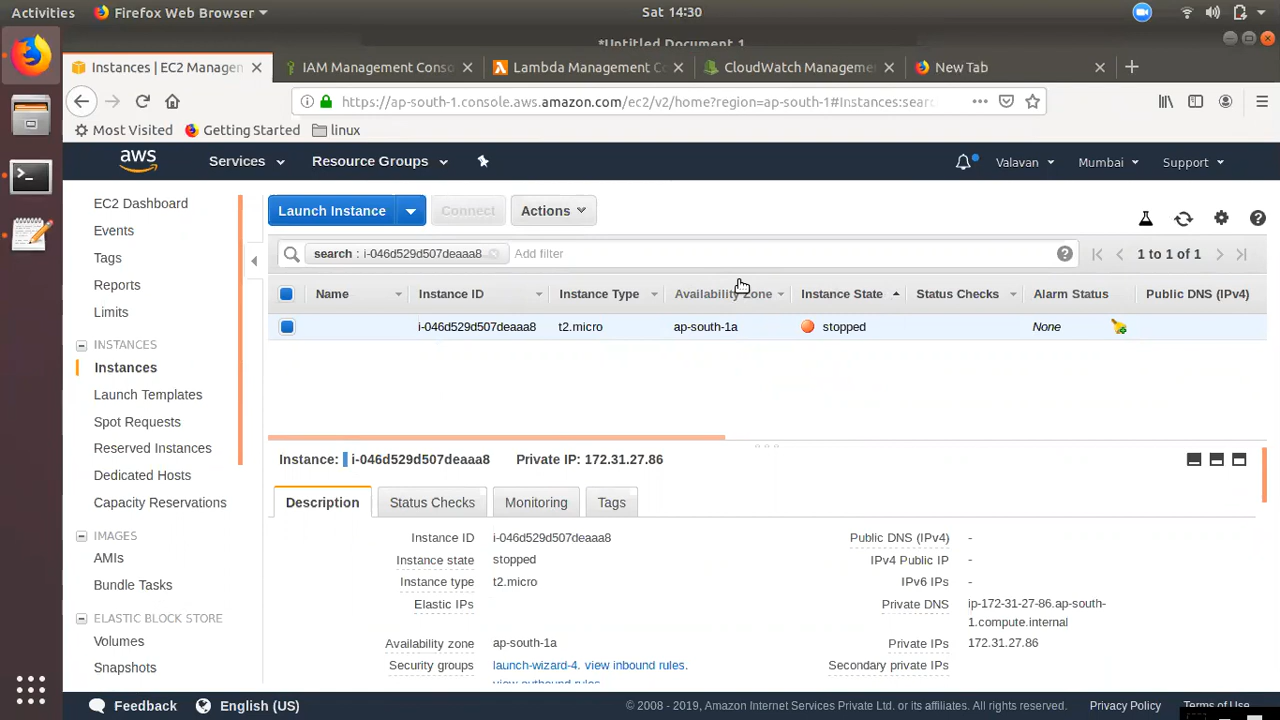 Activities Firefox Web Browser Sat 14:30
*Untitled Document 1
Instances | EC2 Managen IAM Management Conso Lambda Management Co CloudWatch Manageme New Tab
https://ap-south-1.console.aws.amazon.com/ec2/v2/home?region=ap-south-1#Instances:sear
Most Visited Getting Started linux
aws Services Resource Groups Valavan Mumbai Support
EC2 Dashboard
Events
Tags
Reports
Limits
INSTANCES
Instances
Launch Templates
Spot Requests
Reserved Instances
Dedicated Hosts
Capacity Reservations
IMAGES
AMIs
Bundle Tasks
ELASTIC BLOCK STORE
Volumes
Snapshots
Launch Instance Connect Actions
search : i-046d529d507deaaa8 Add filter 1 to 1 of 1
Name Instance ID Instance Type Availability Zone Instance State Status Checks Alarm Status Public DNS (IPv4)
i-046d529d507deaaa8 t2.micro ap-south-1a stopped None
Instance: i-046d529d507deaaa8 Private IP: 172.31.27.86
Description Status Checks Monitoring Tags
Instance ID i-046d529d507deaaa8 Public DNS (IPv4) -
Instance state stopped IPv4 Public IP -
Instance type t2.micro IPv6 IPs -
Elastic IPs Private DNS ip-172-31-27-86.ap-south-
1.compute.internal
Availability zone ap-south-1a Private IPs 172.31.27.86
Security groups launch-wizard-4. view inbound rules. Secondary private IPs
view outbound rules
Feedback English (US) © 2008 - 2019, Amazon Internet Services Private Ltd. or its affiliates. All rights reserved. Privacy Policy Terms of Use